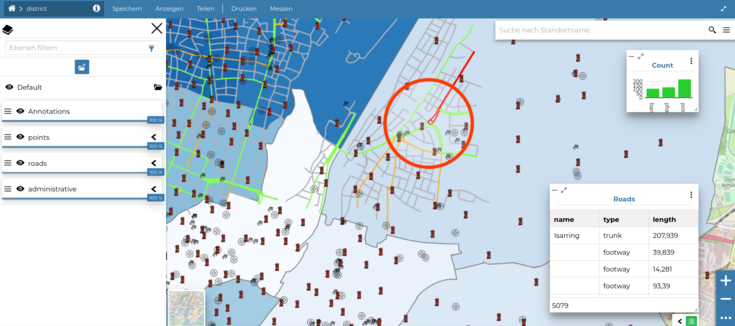 district
Speichern
Anzeigen
Teilen
Drucken
Messen
Ebenen filtern
Default
Annotations
100 %
points
100 %
roads
100 %
administrative
100 %
Suche nach Standortname
Count
200
150
100
50
0
Roads
name type length
Isarring trunk 207,939
footway 39,839
footway 14,281
footway 93,39
5079